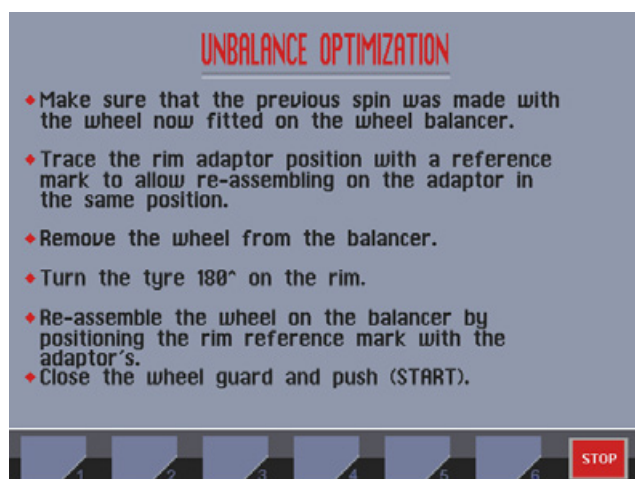 UNBALANCE OPTIMIZATION
Make sure that the previous spin was made with
the wheel now fitted on the wheel balancer.
Trace the rim adaptor position with a reference
mark to allow re-assembling on the adaptor in
the same position.
Remove the wheel from the balancer.
Turn the tyre 180^ on the rim.
Re-assemble the wheel on the balancer by
positioning the rim reference mark with the
adaptor's.
Close the wheel guard and push (START).
1 2 3 4 5 6 STOP